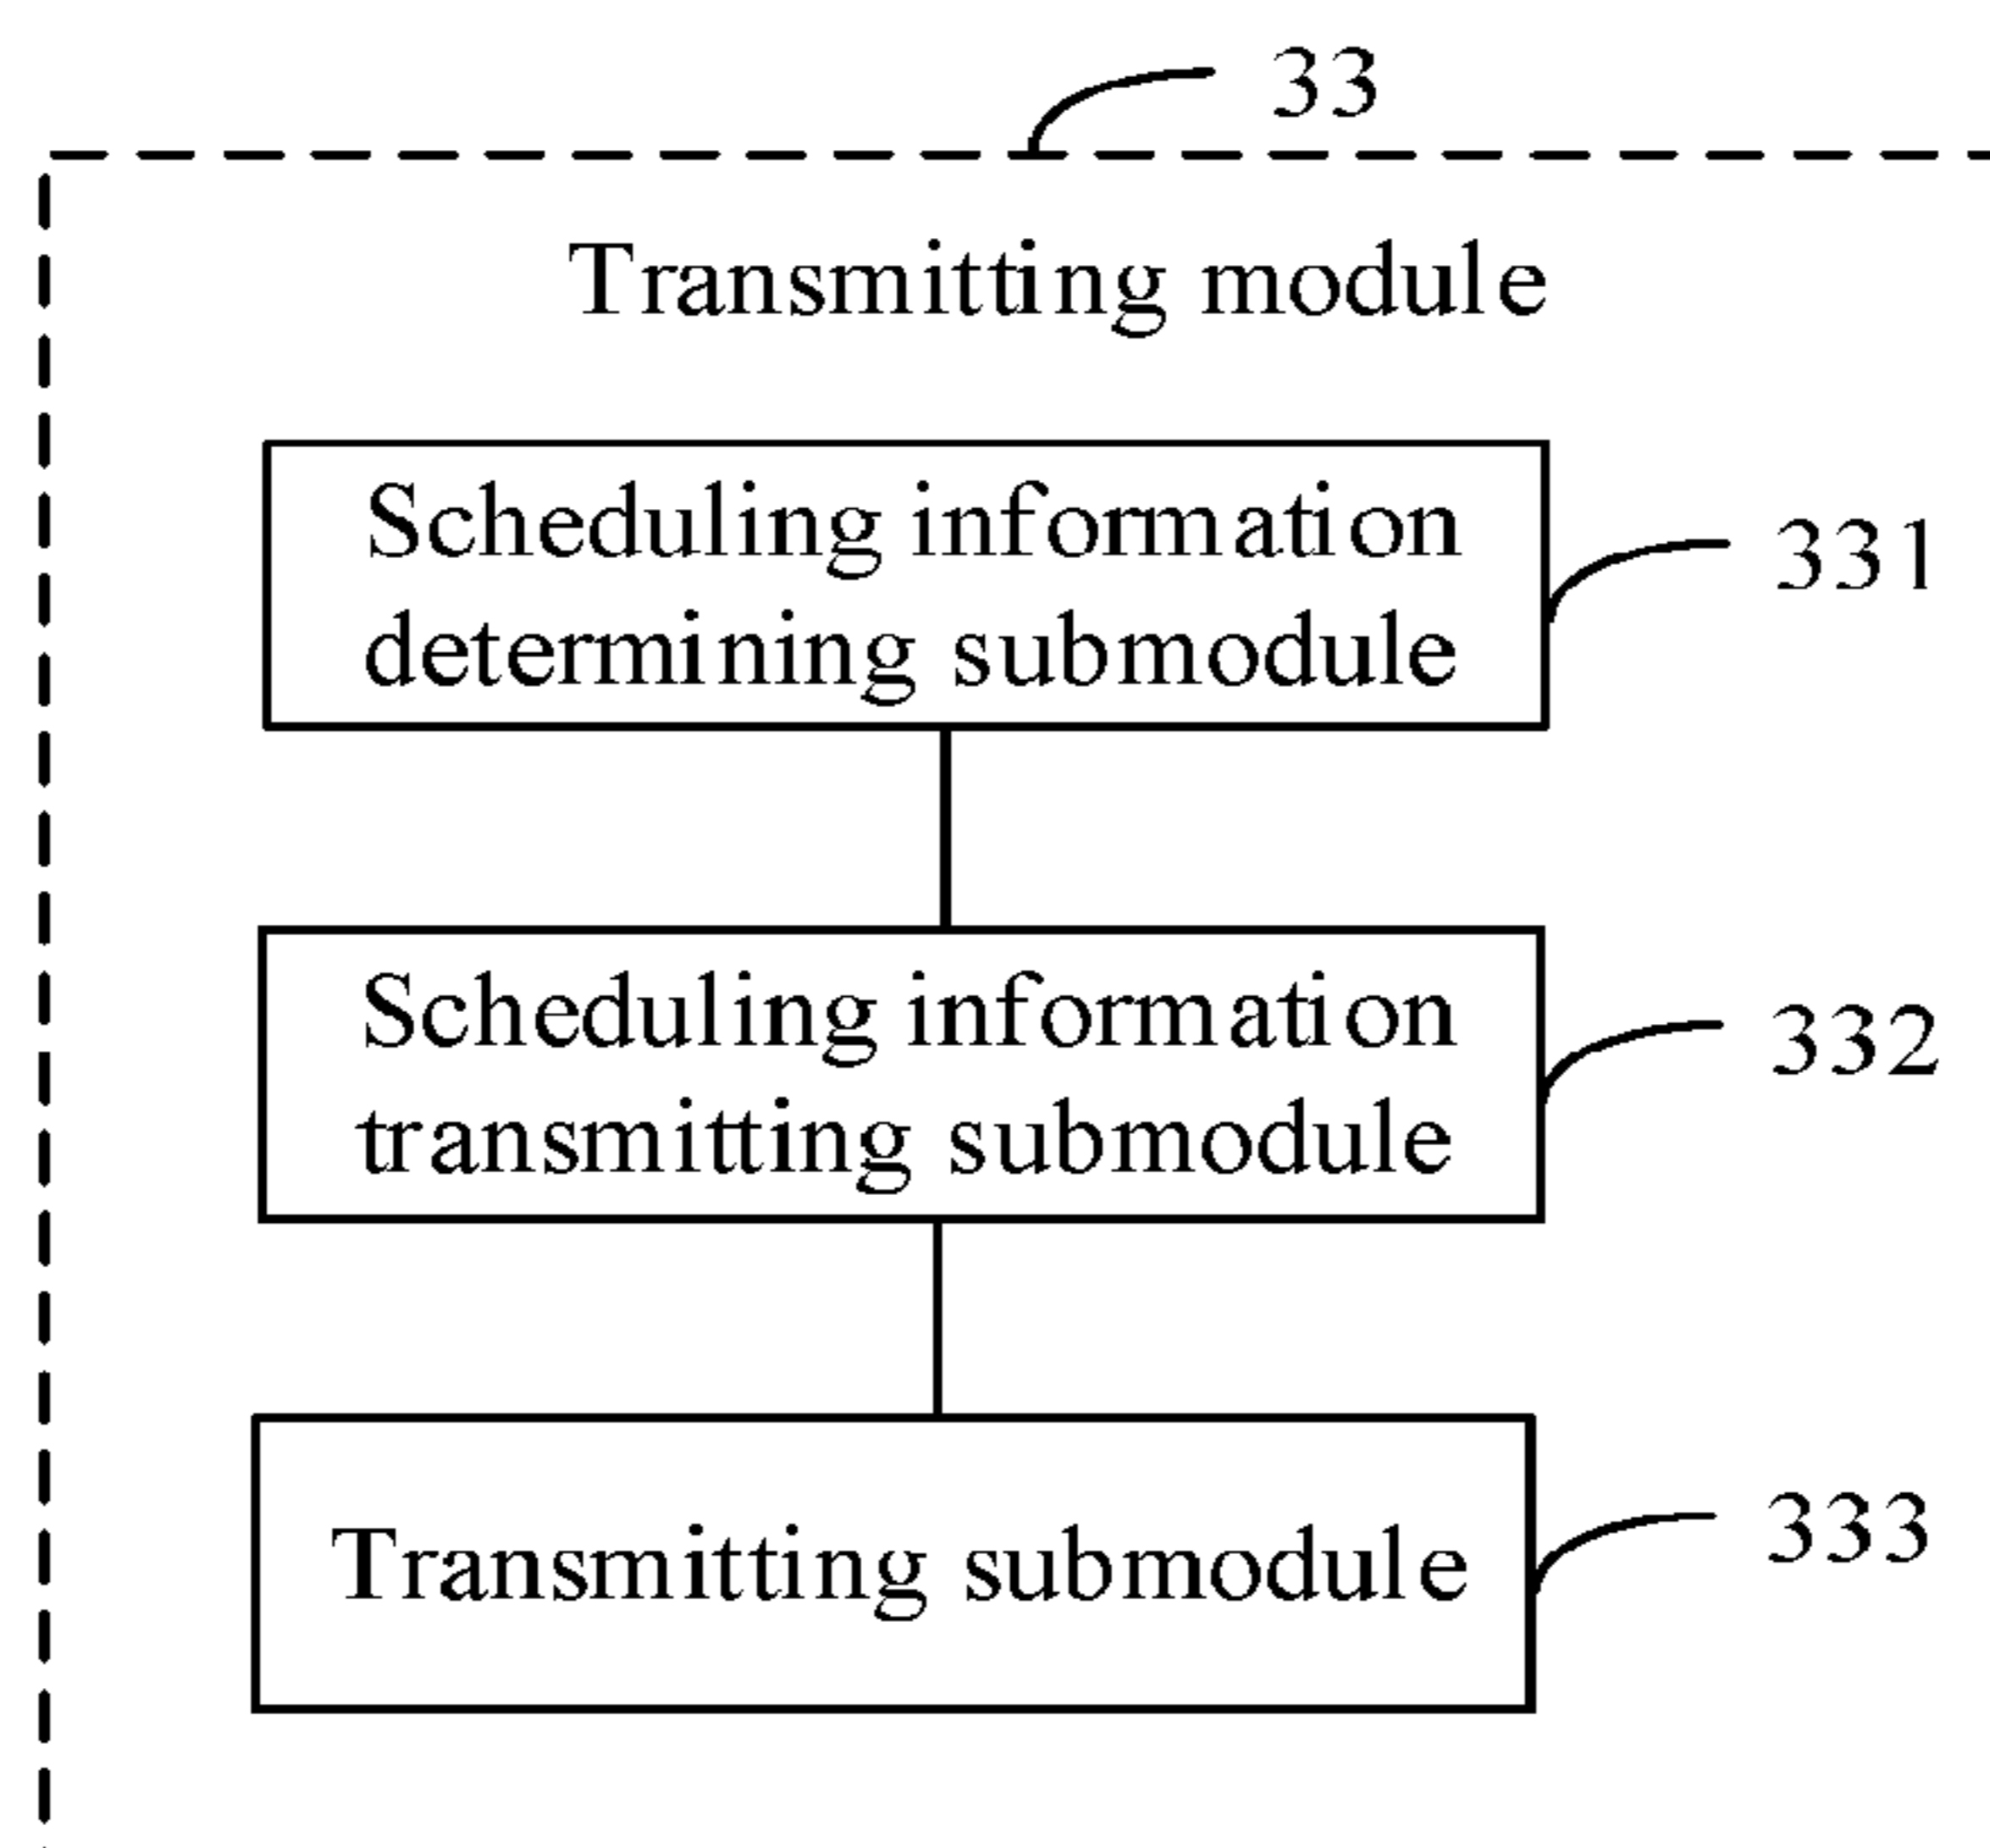 33
Transmitting module
Scheduling information
determining submodule
331
Scheduling information
transmitting submodule
332
Transmitting submodule
333